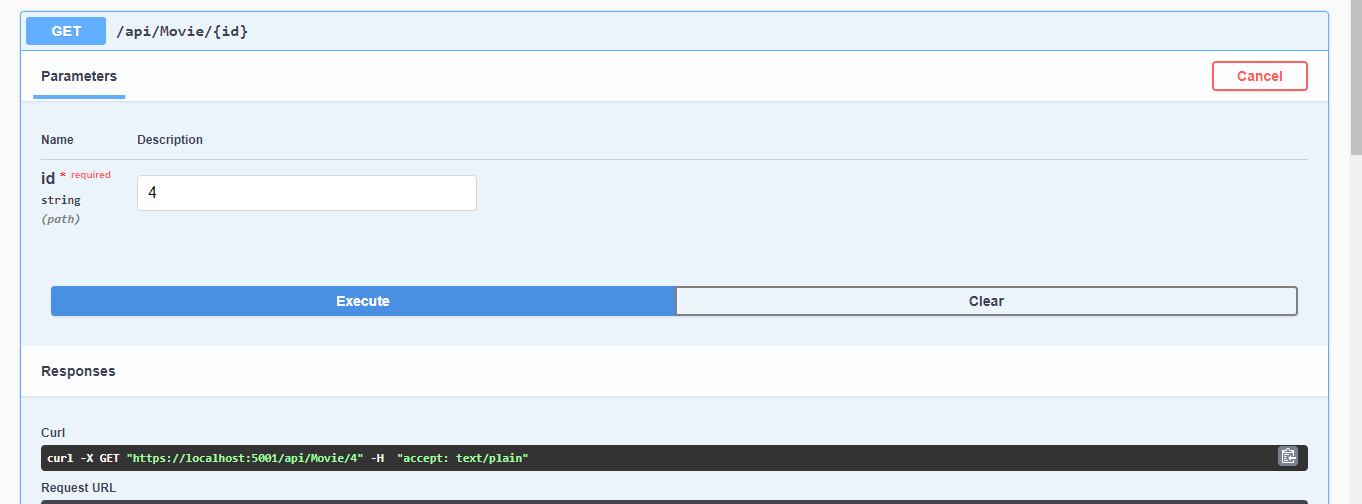 GET /api/Movie/{id}
Parameters Cancel
Name Description
id * required
4
string
(path)
Execute Clear
Responses
Curl
curl -X GET "https://localhost:5001/api/Movie/4" -H  "accept: text/plain"
Request URL